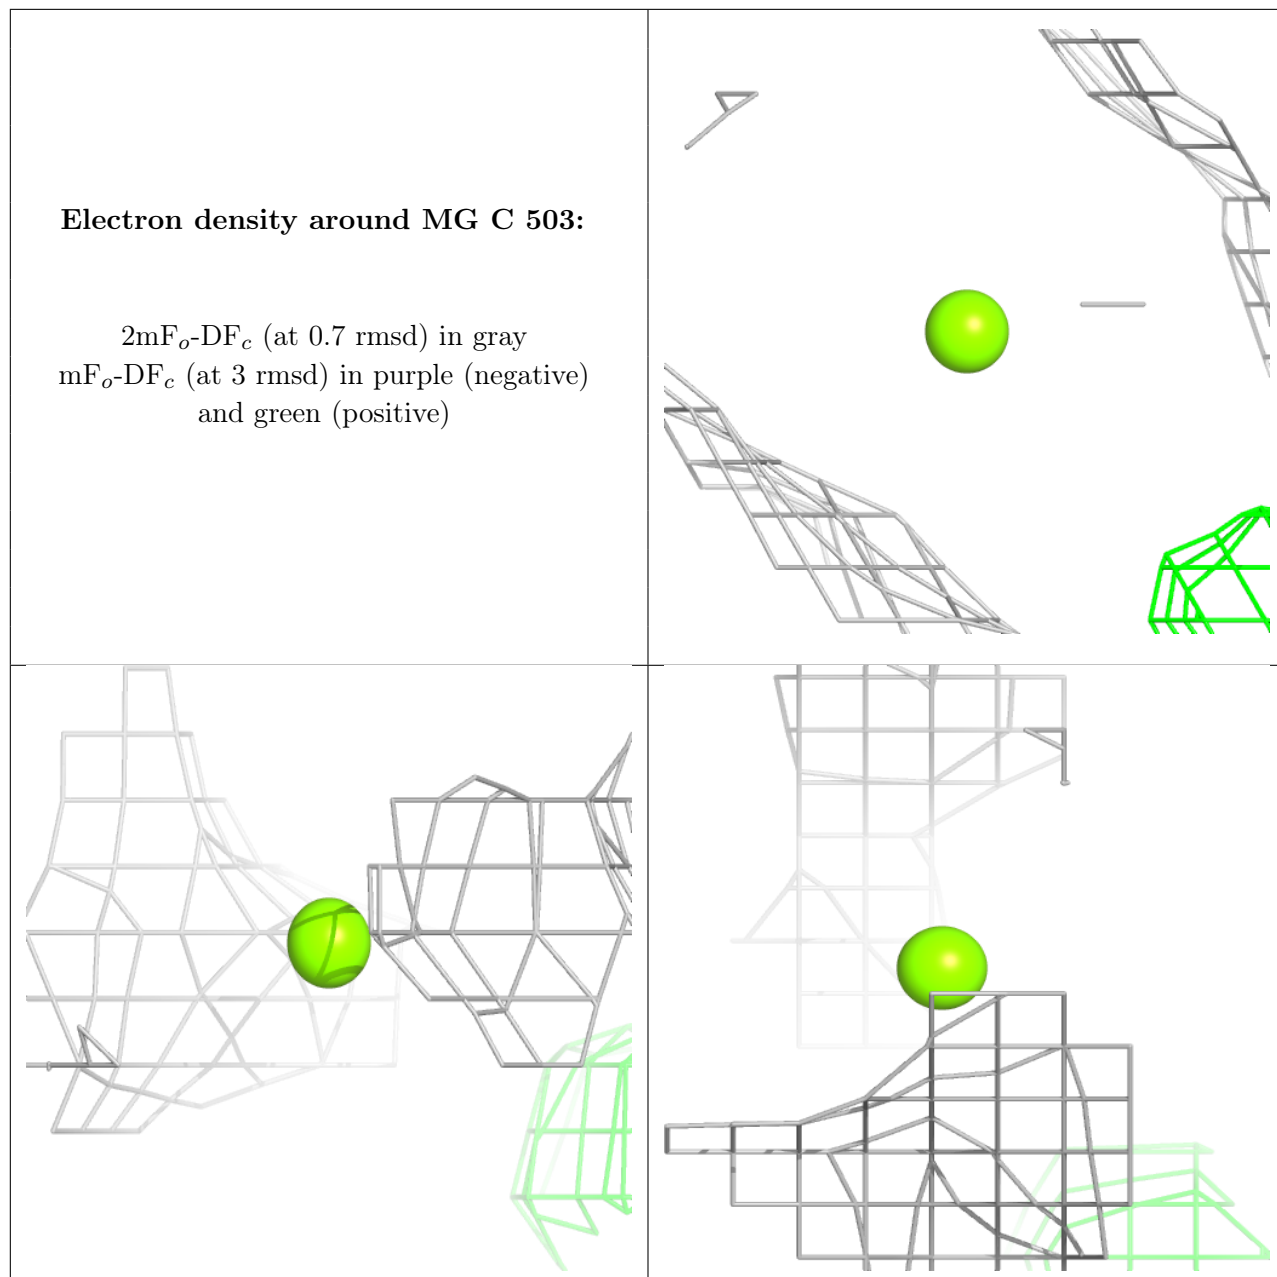 Electron density around MG C 503:
2mFo-DFc (at 0.7 rmsd) in gray
mFo-DFc (at 3 rmsd) in purple (negative)
and green (positive)